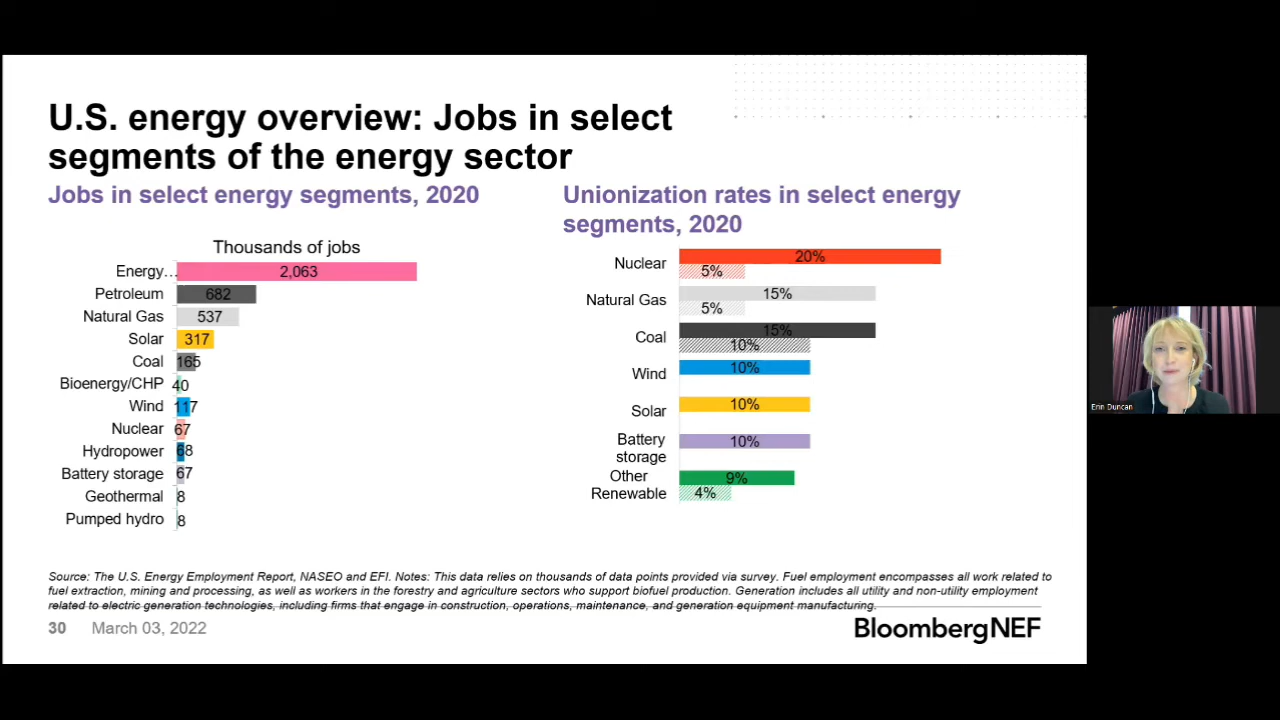 U.S. energy overview: Jobs in select
segments of the energy sector
Jobs in select energy segments, 2020
Thousands of jobs
Energy… 2,063
Petroleum 682
Natural Gas 537
Solar 317
Coal 165
Bioenergy/CHP 40
Wind 117
Nuclear 67
Hydropower 68
Battery storage 67
Geothermal 8
Pumped hydro 8
Unionization rates in select energy
segments, 2020
Nuclear 20%
5%
Natural Gas 15%
5%
Coal 15%
10%
Wind 10%
Solar 10%
Battery
storage 10%
Other
Renewable 9%
4%
Erin Duncan
Source: The U.S. Energy Employment Report, NASEO and EFI. Notes: This data relies on thousands of data points provided via survey. Fuel employment encompasses all work related to
fuel extraction, mining and processing, as well as workers in the forestry and agriculture sectors who support biofuel production. Generation includes all utility and non-utility employment
related to electric generation technologies, including firms that engage in construction, operations, maintenance, and generation equipment manufacturing.
30 March 03, 2022
BloombergNEF